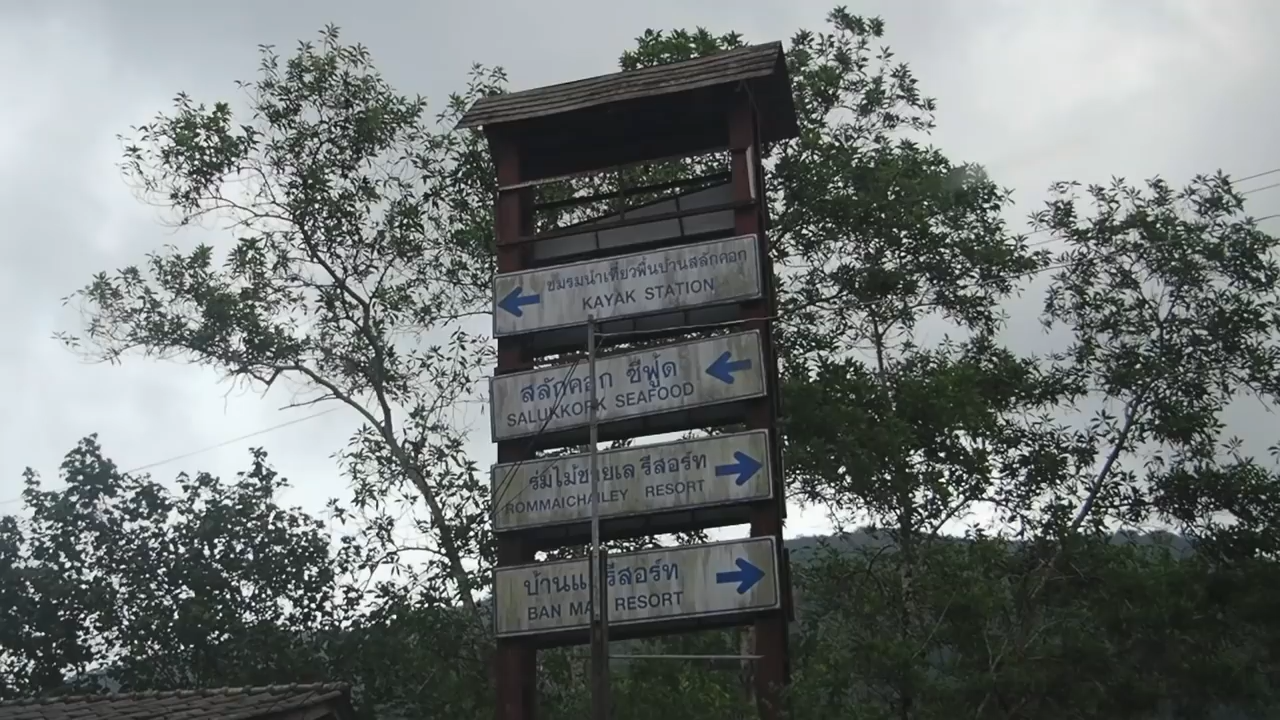 ชมรมนำเที่ยวพื้นบ้านสลักคอก
KAYAK STATION
สลักคอก ซีฟู้ด
SALUKKORK SEAFOOD
ร่มไม้ชายเล รีสอร์ท
ROMMAICHAILEY RESORT
รีสอร์ท
BAN RESORT